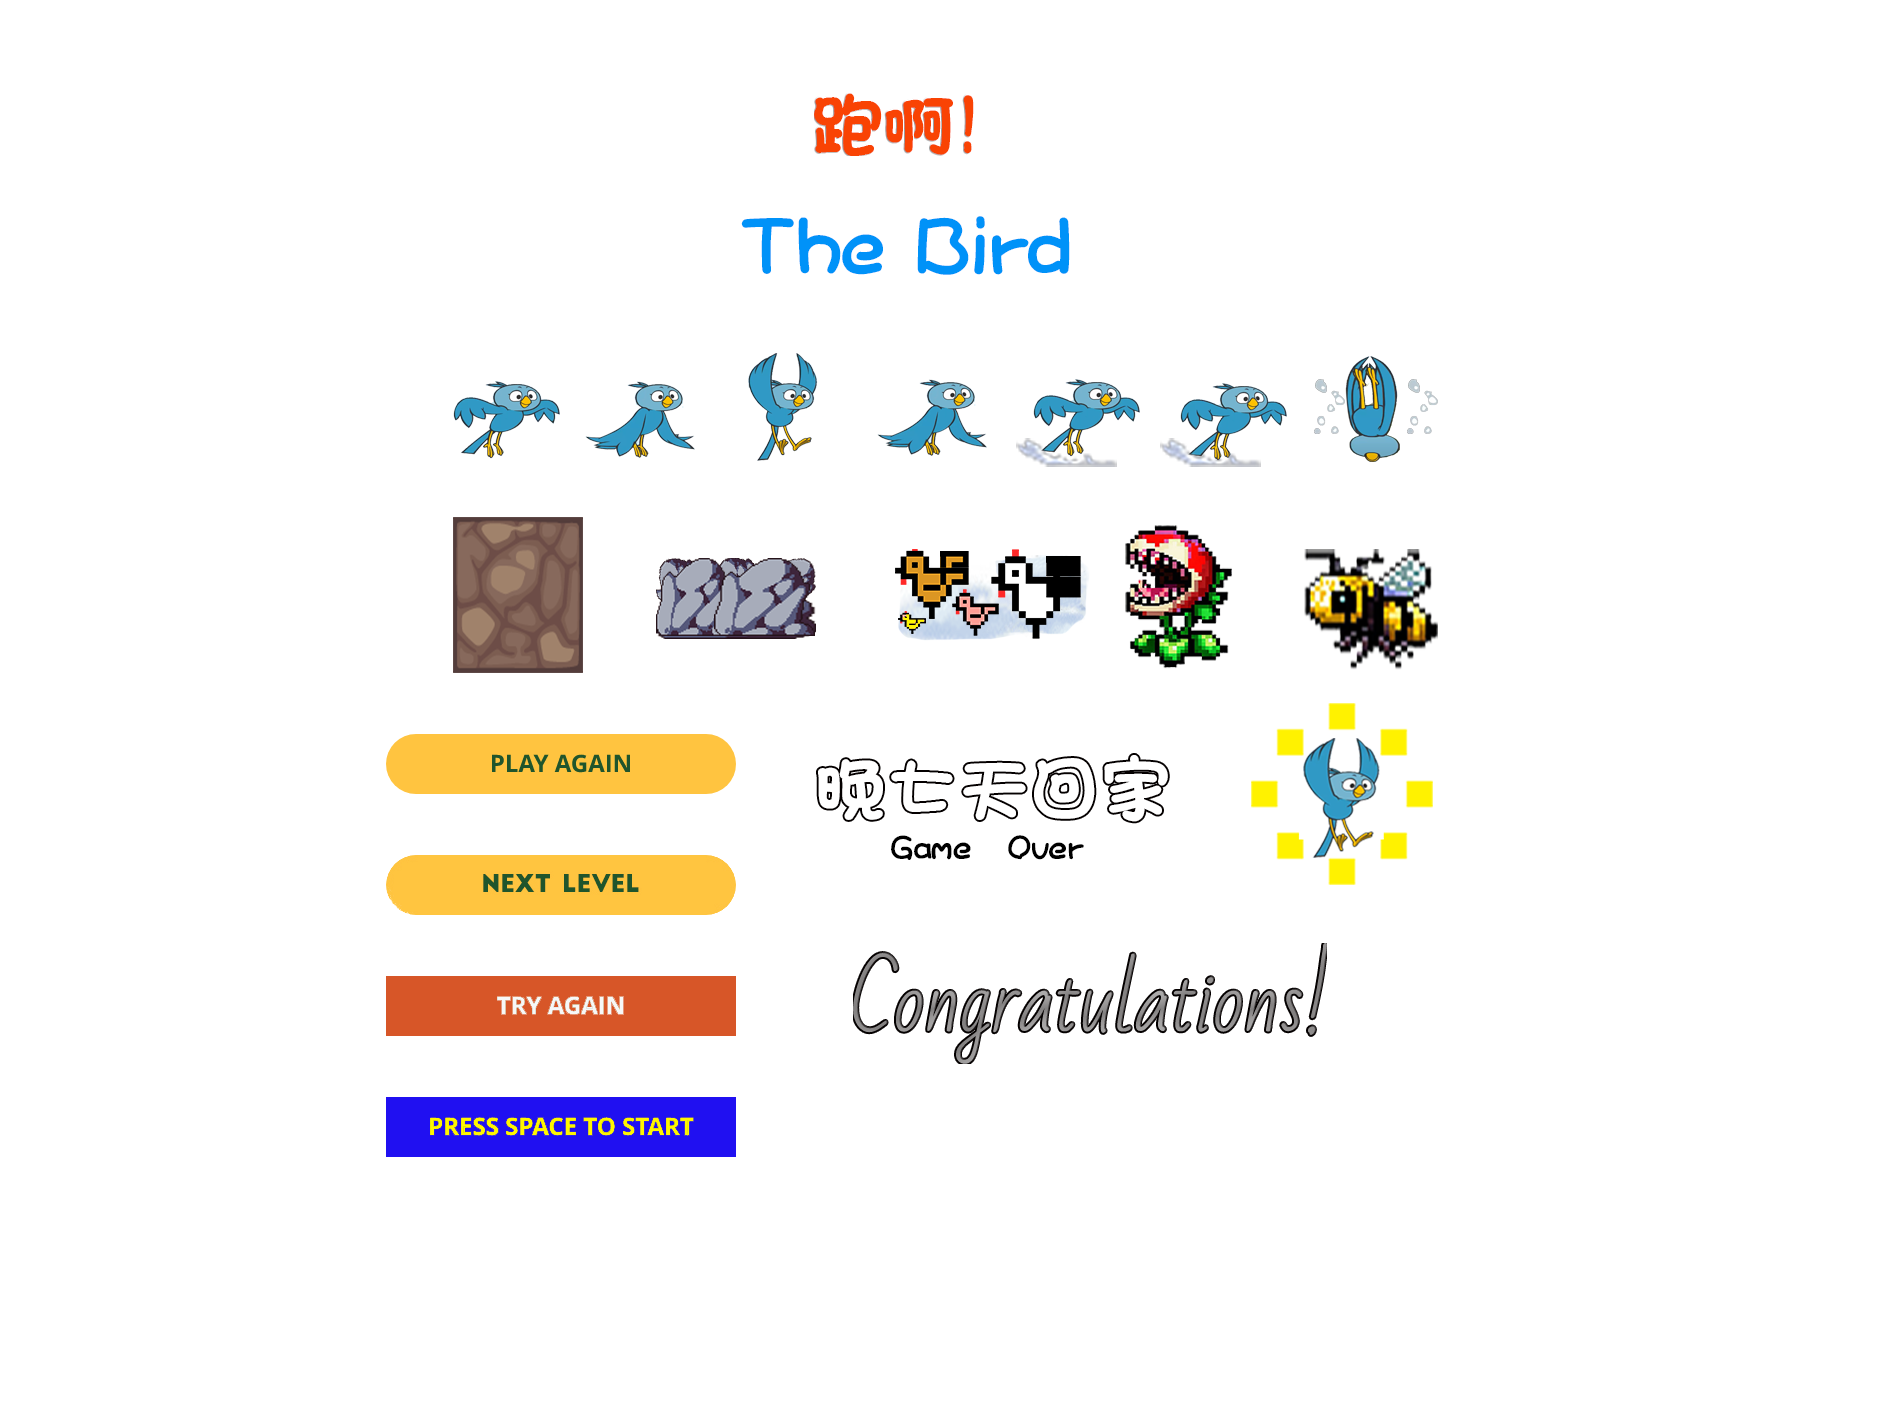 跑啊!
The Bird
PLAY AGAIN
晚七天回家
Game Over
NEXT LEVEL
Congratulations!
TRY AGAIN
PRESS SPACE TO START